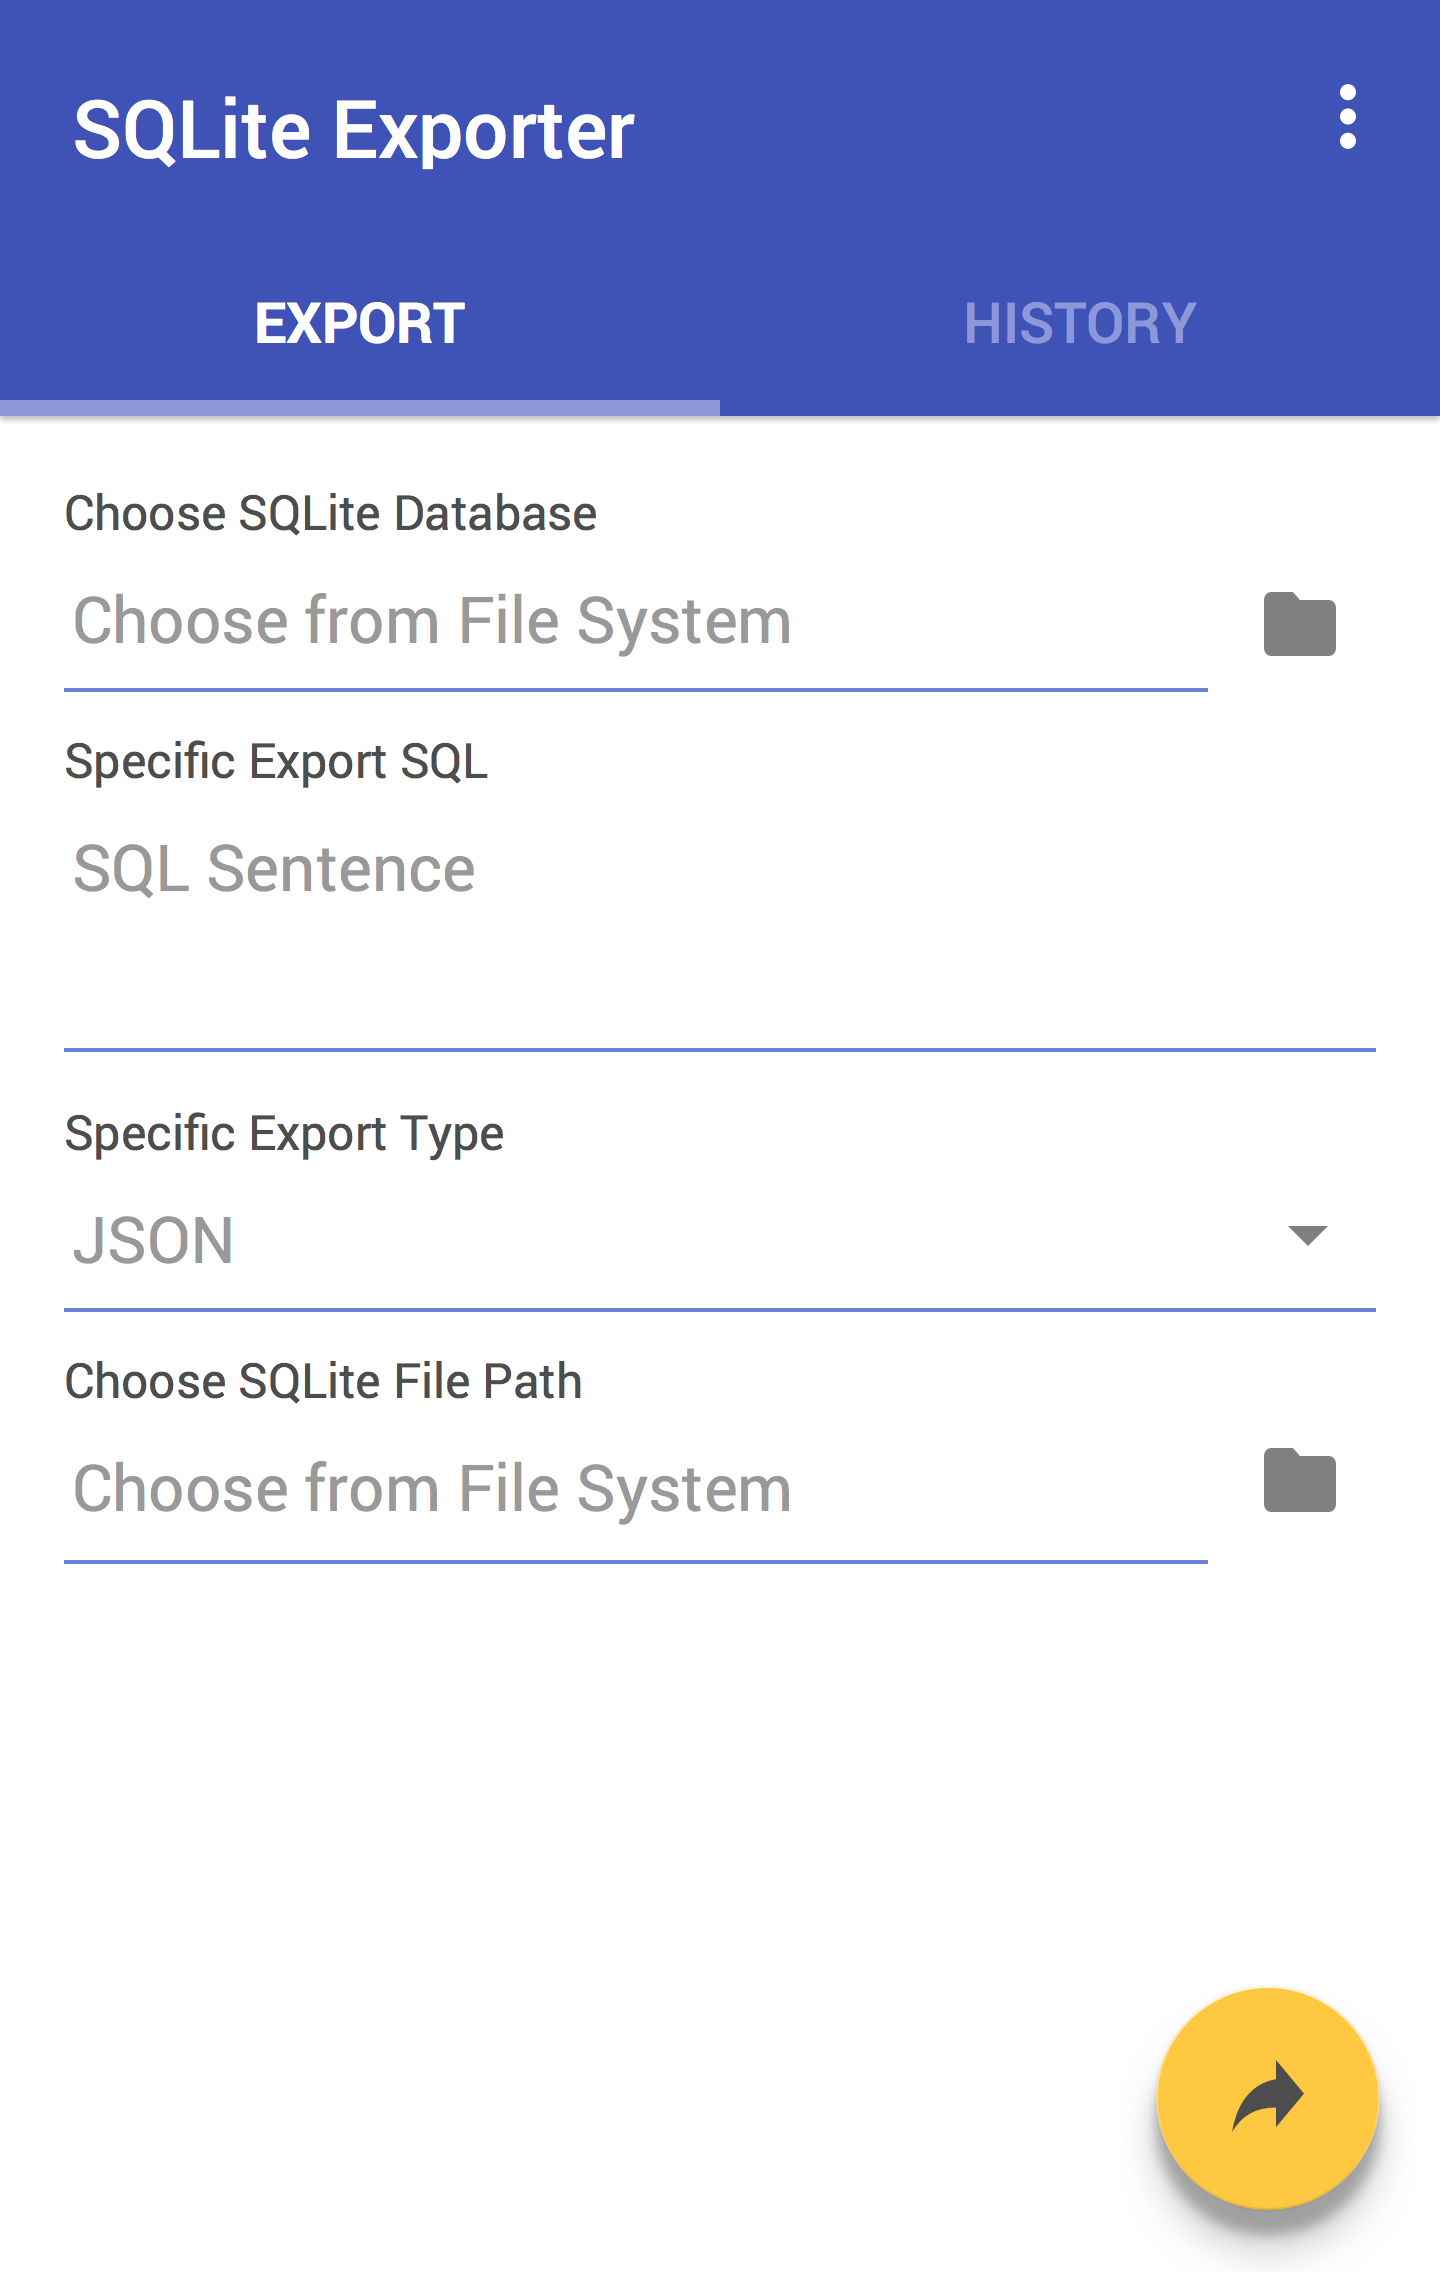 SQLite Exporter
EXPORT
HISTORY
Choose SQLite Database
Choose from File System
Specific Export SQL
SQL Sentence
Specific Export Type
JSON
Choose SQLite File Path
Choose from File System